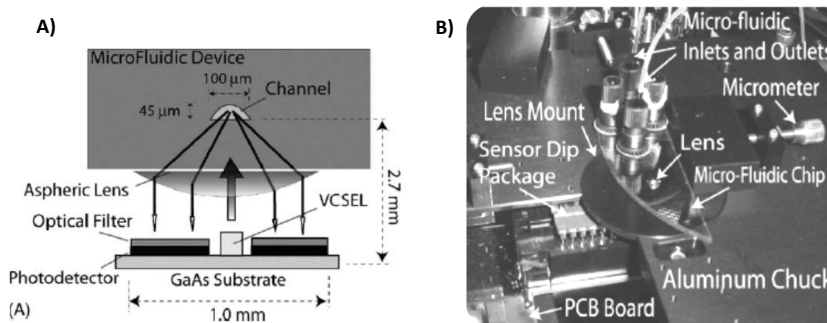 A)
MicroFluidic Device
100 µm
45 µm
Channel
2.7 mm
Aspheric Lens
VCSEL
Optical Filter
Photodetector
GaAs Substrate
(A)
1.0 mm
B)
Micro-fluidic
Inlets and Outlets
Micrometer
Lens Mount
Sensor Dip
Package
Lens
Micro-Fluidic Chip
Aluminum Chuck
PCB Board